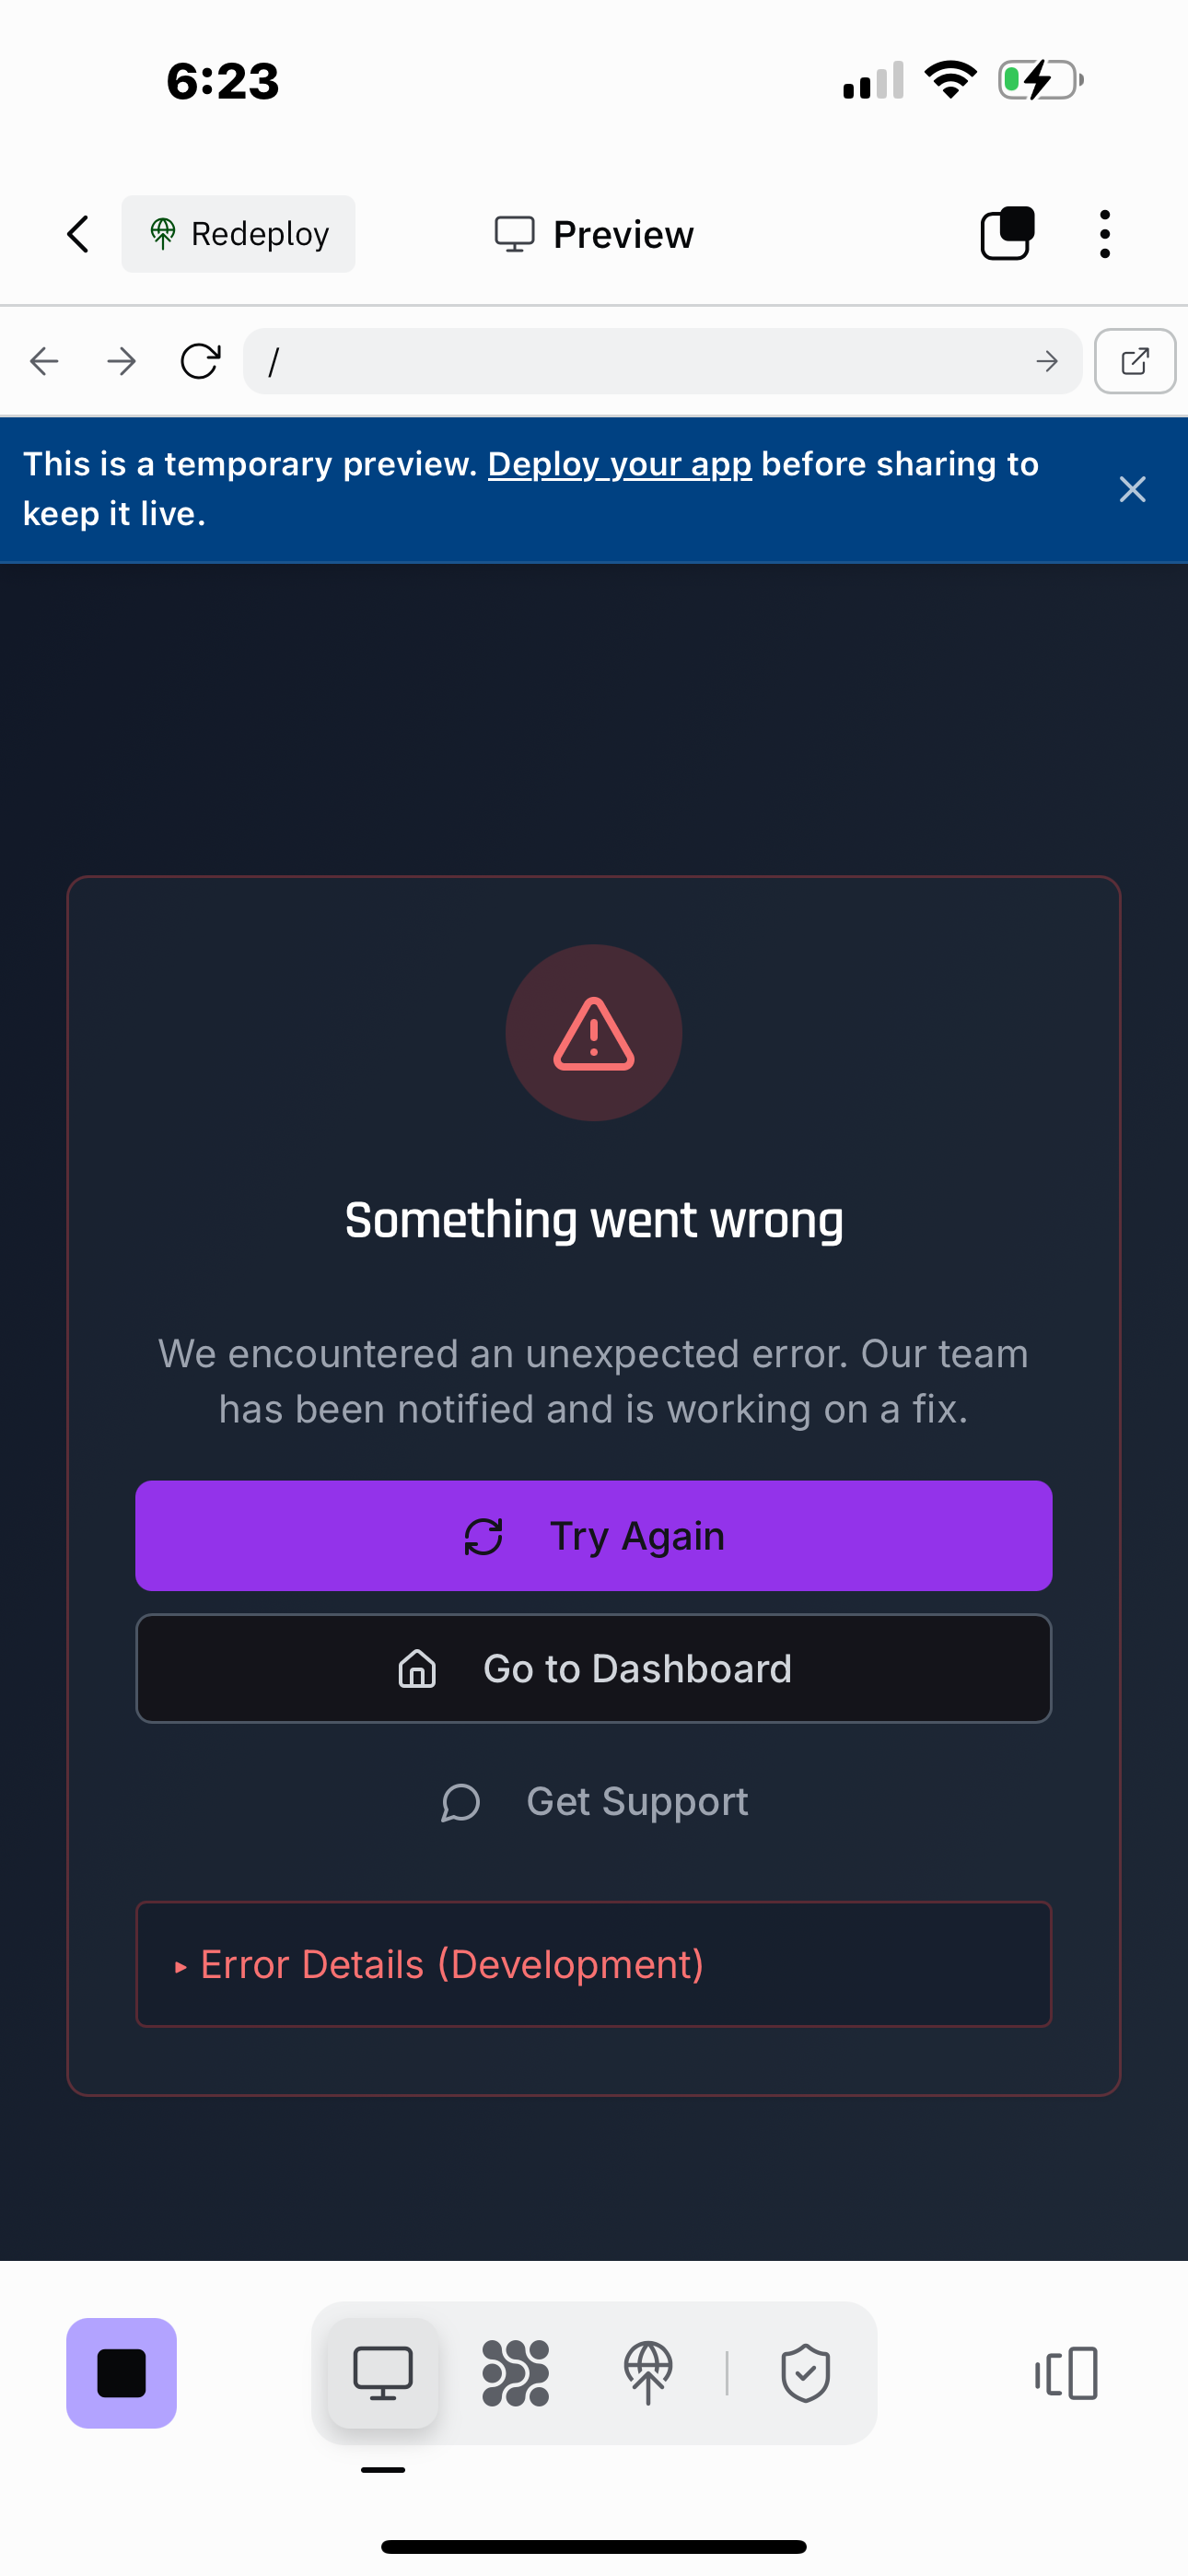 6:23
Redeploy
Preview
/
This is a temporary preview. Deploy your app before sharing to
keep it live.
Something went wrong
We encountered an unexpected error. Our team
has been notified and is working on a fix.
Try Again
Go to Dashboard
Get Support
▸ Error Details (Development)